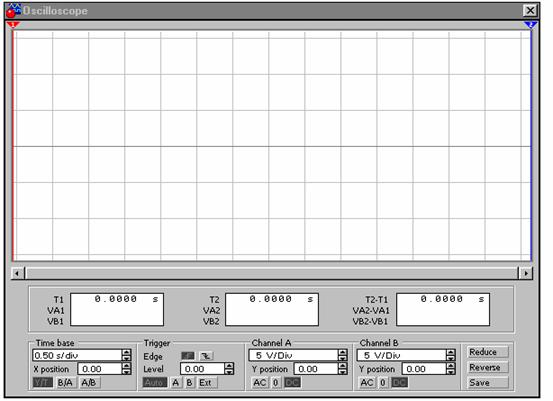 Oscilloscope
1 2
T1 0.0000 s T2 0.0000 s T2-T1 0.0000 s
VA1 VA2 VA2-VA1
VB1 VB2 VB2-VB1
Time base Trigger Channel A Channel B
0.50 s/div Edge 5 V/Div 5 V/Div Reduce
X position 0.00 Level 0.00 Y position 0.00 Y position 0.00 Reverse
Y/T B/A A/B Auto A B Ext AC 0 DC AC 0 DC Save